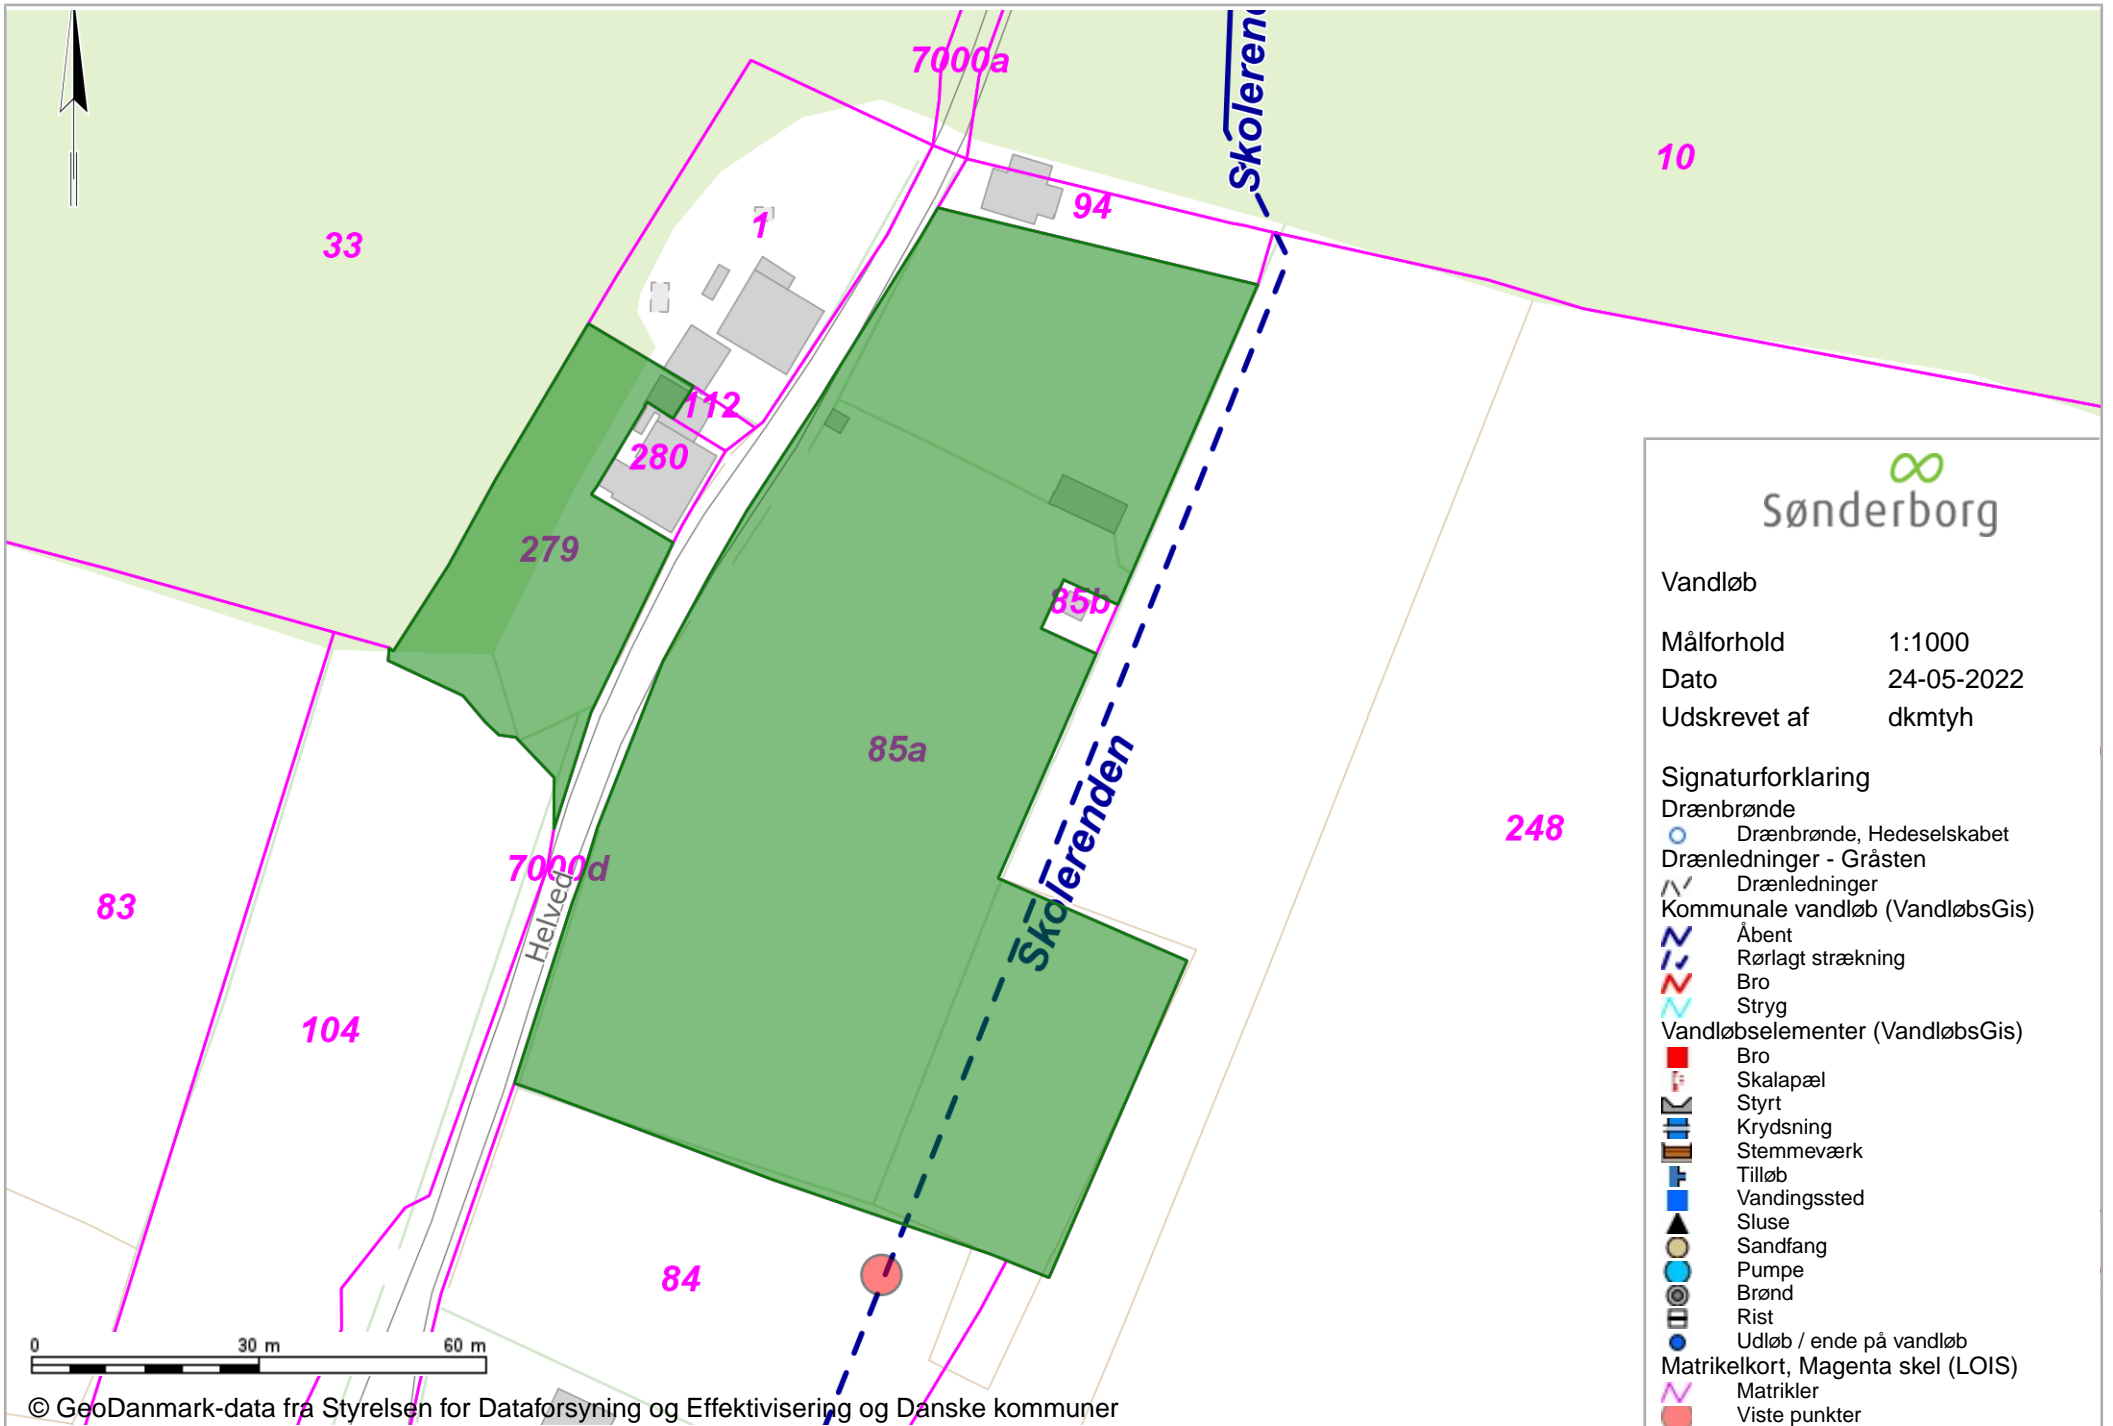 7000a
Skoleren
10
94
33
1
112
280
279
85b
85a
Skolerenden
248
7000d
Helved
83
104
84
0 30 m 60 m
© GeoDanmark-data fra Styrelsen for Dataforsyning og Effektivisering og Danske kommuner
Sønderborg
Vandløb
Målforhold 1:1000
Dato 24-05-2022
Udskrevet af dkmtyh
Signaturforklaring
Drænbrønde
Drænbrønde, Hedeselskabet
Drænledninger - Gråsten
Drænledninger
Kommunale vandløb (VandløbsGis)
Åbent
Rørlagt strækning
Bro
Stryg
Vandløbselementer (VandløbsGis)
Bro
Skalapæl
Styrt
Krydsning
Stemmeværk
Tilløb
Vandingssted
Sluse
Sandfang
Pumpe
Brønd
Rist
Udløb / ende på vandløb
Matrikelkort, Magenta skel (LOIS)
Matrikler
Viste punkter